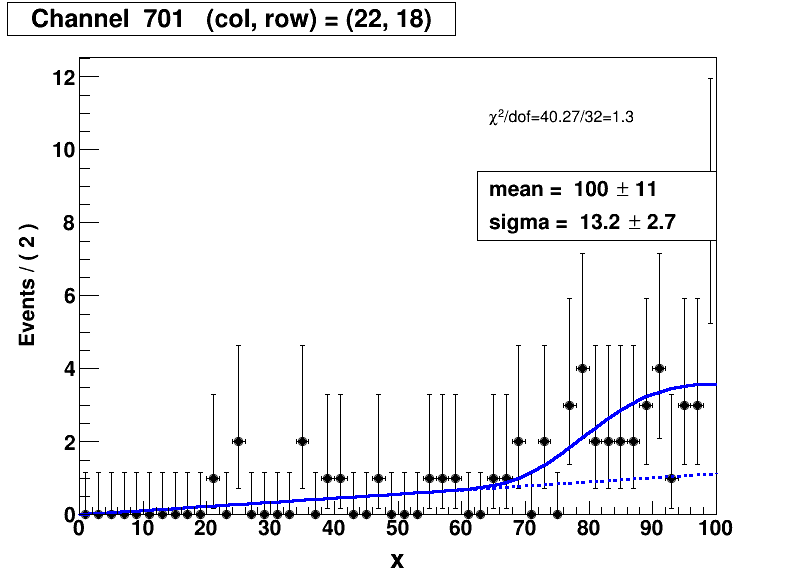 Channel 701 (col, row) = (22, 18)
χ²/dof=40.27/32=1.3
mean = 100 ± 11
sigma = 13.2 ± 2.7
Events / ( 2 )
12
10
8
6
4
2
0
0 10 20 30 40 50 60 70 80 90 100
x